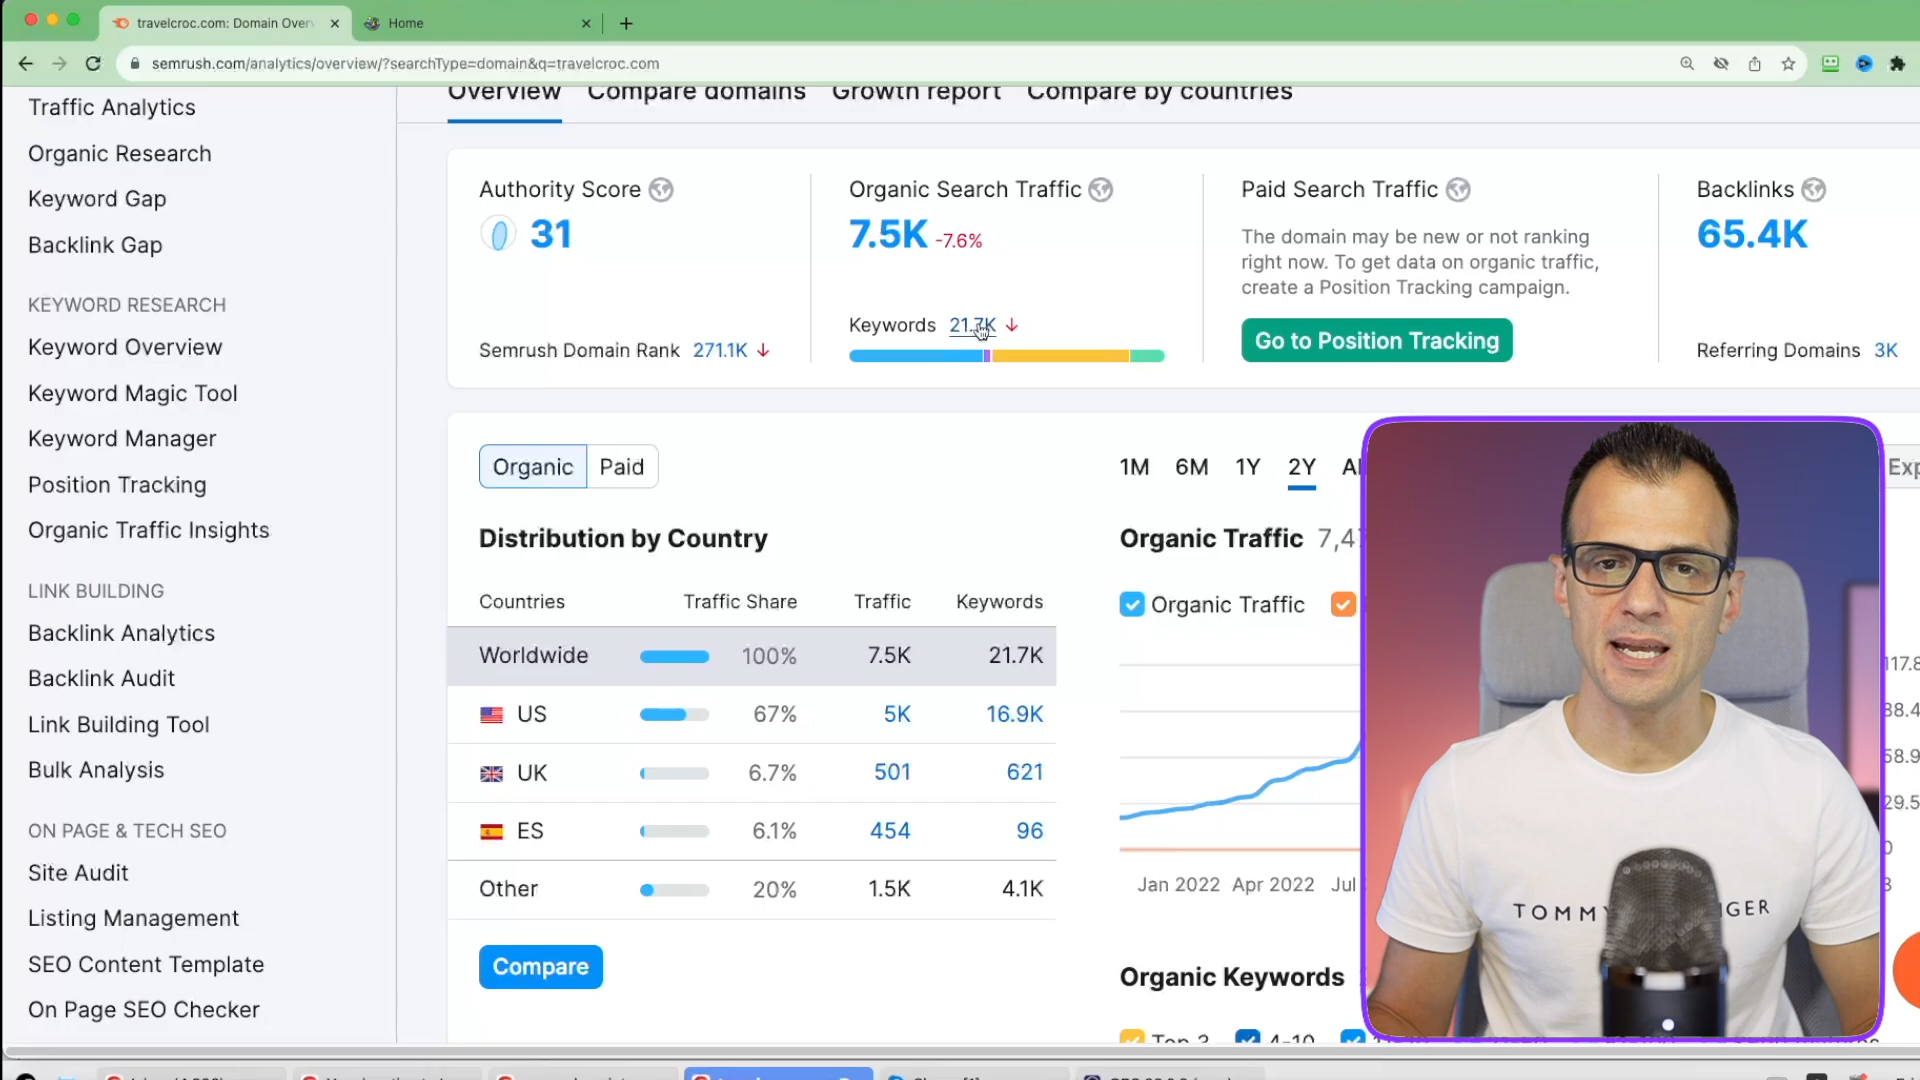 travelcroc.com: Domain Over
Home
semrush.com/analytics/overview/?searchType=domain&q=travelcroc.com
Traffic Analytics
Organic Research
Keyword Gap
Backlink Gap
KEYWORD RESEARCH
Keyword Overview
Keyword Magic Tool
Keyword Manager
Position Tracking
Organic Traffic Insights
LINK BUILDING
Backlink Analytics
Backlink Audit
Link Building Tool
Bulk Analysis
ON PAGE & TECH SEO
Site Audit
Listing Management
SEO Content Template
On Page SEO Checker
Overview Compare domains Growth report Compare by countries
Authority Score
31
Semrush Domain Rank 271.1K ↓
Organic Search Traffic
7.5K -7.6%
Keywords 21.7K ↓
Paid Search Traffic
The domain may be new or not ranking
right now. To get data on organic traffic,
create a Position Tracking campaign.
Go to Position Tracking
Backlinks
65.4K
Referring Domains 3K
Organic Paid
Distribution by Country
Countries Traffic Share Traffic Keywords
Worldwide 100% 7.5K 21.7K
US 67% 5K 16.9K
UK 6.7% 501 621
ES 6.1% 454 96
Other 20% 1.5K 4.1K
Compare
1M 6M 1Y 2Y
Exp
Organic Traffic 7,4
Organic Traffic
Jan 2022 Apr 2022 Jul
Organic Keywords
Top 3 4-10
TOMM GER